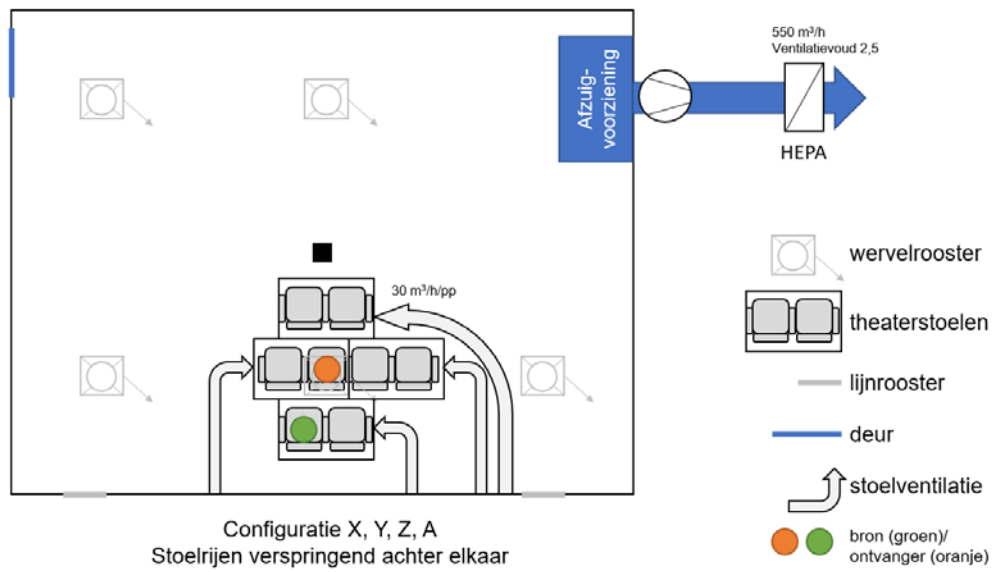 550 m³/h
Ventilatievoud 2,5
Afzuig-
voorziening
HEPA
30 m³/h/pp
wervelrooster
theaterstoelen
lijnrooster
deur
stoelventilatie
bron (groen)/
ontvanger (oranje)
Configuratie X, Y, Z, A
Stoelrijen verspringend achter elkaar